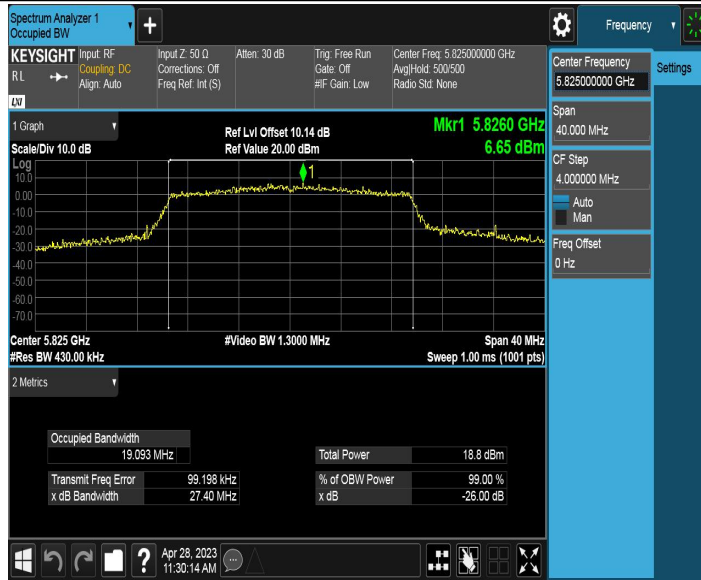 Spectrum Analyzer 1
Occupied BW
Frequency
KEYSIGHT
RL
LXI
Input: RF
Coupling: DC
Align: Auto
Input Z: 50 Ω
Corrections: Off
Freq Ref: Int (S)
Atten: 30 dB
Trig: Free Run
Gate: Off
#IF Gain: Low
Center Freq: 5.825000000 GHz
Avg|Hold: 500/500
Radio Std: None
Center Frequency
5.825000000 GHz
Settings
Span
40.000 MHz
CF Step
4.000000 MHz
Auto
Man
Freq Offset
0 Hz
1 Graph
Scale/Div 10.0 dB
Ref Lvl Offset 10.14 dB
Ref Value 20.00 dBm
Mkr1 5.8260 GHz
6.65 dBm
Log
10.0
0.00
-10.0
-20.0
-30.0
-40.0
-50.0
-60.0
-70.0
1
Center 5.825 GHz
#Res BW 430.00 kHz
#Video BW 1.3000 MHz
Span 40 MHz
Sweep 1.00 ms (1001 pts)
2 Metrics
Occupied Bandwidth
19.093 MHz
Total Power 18.8 dBm
Transmit Freq Error 99.198 kHz
% of OBW Power 99.00 %
x dB Bandwidth 27.40 MHz
x dB -26.00 dB
?
Apr 28, 2023
11:30:14 AM